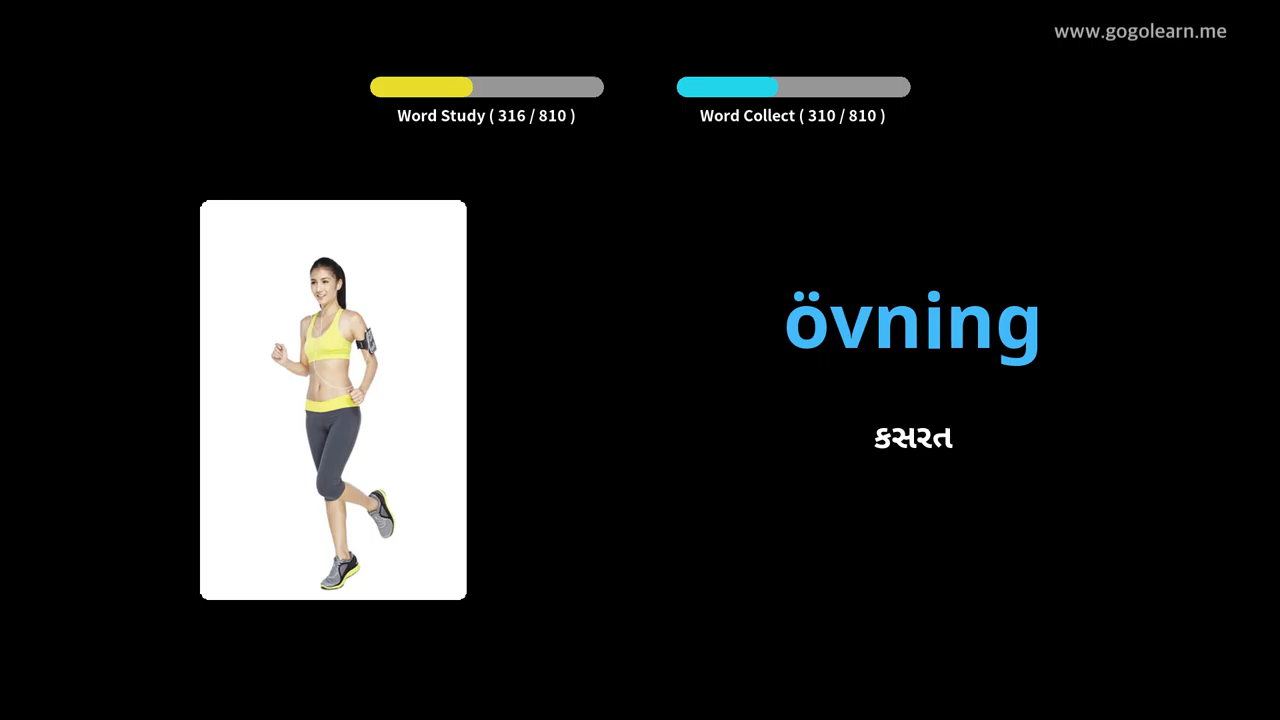 www.gogolearn.me
Word Study ( 316 / 810 )
Word Collect ( 310 / 810 )
övning
કસરત